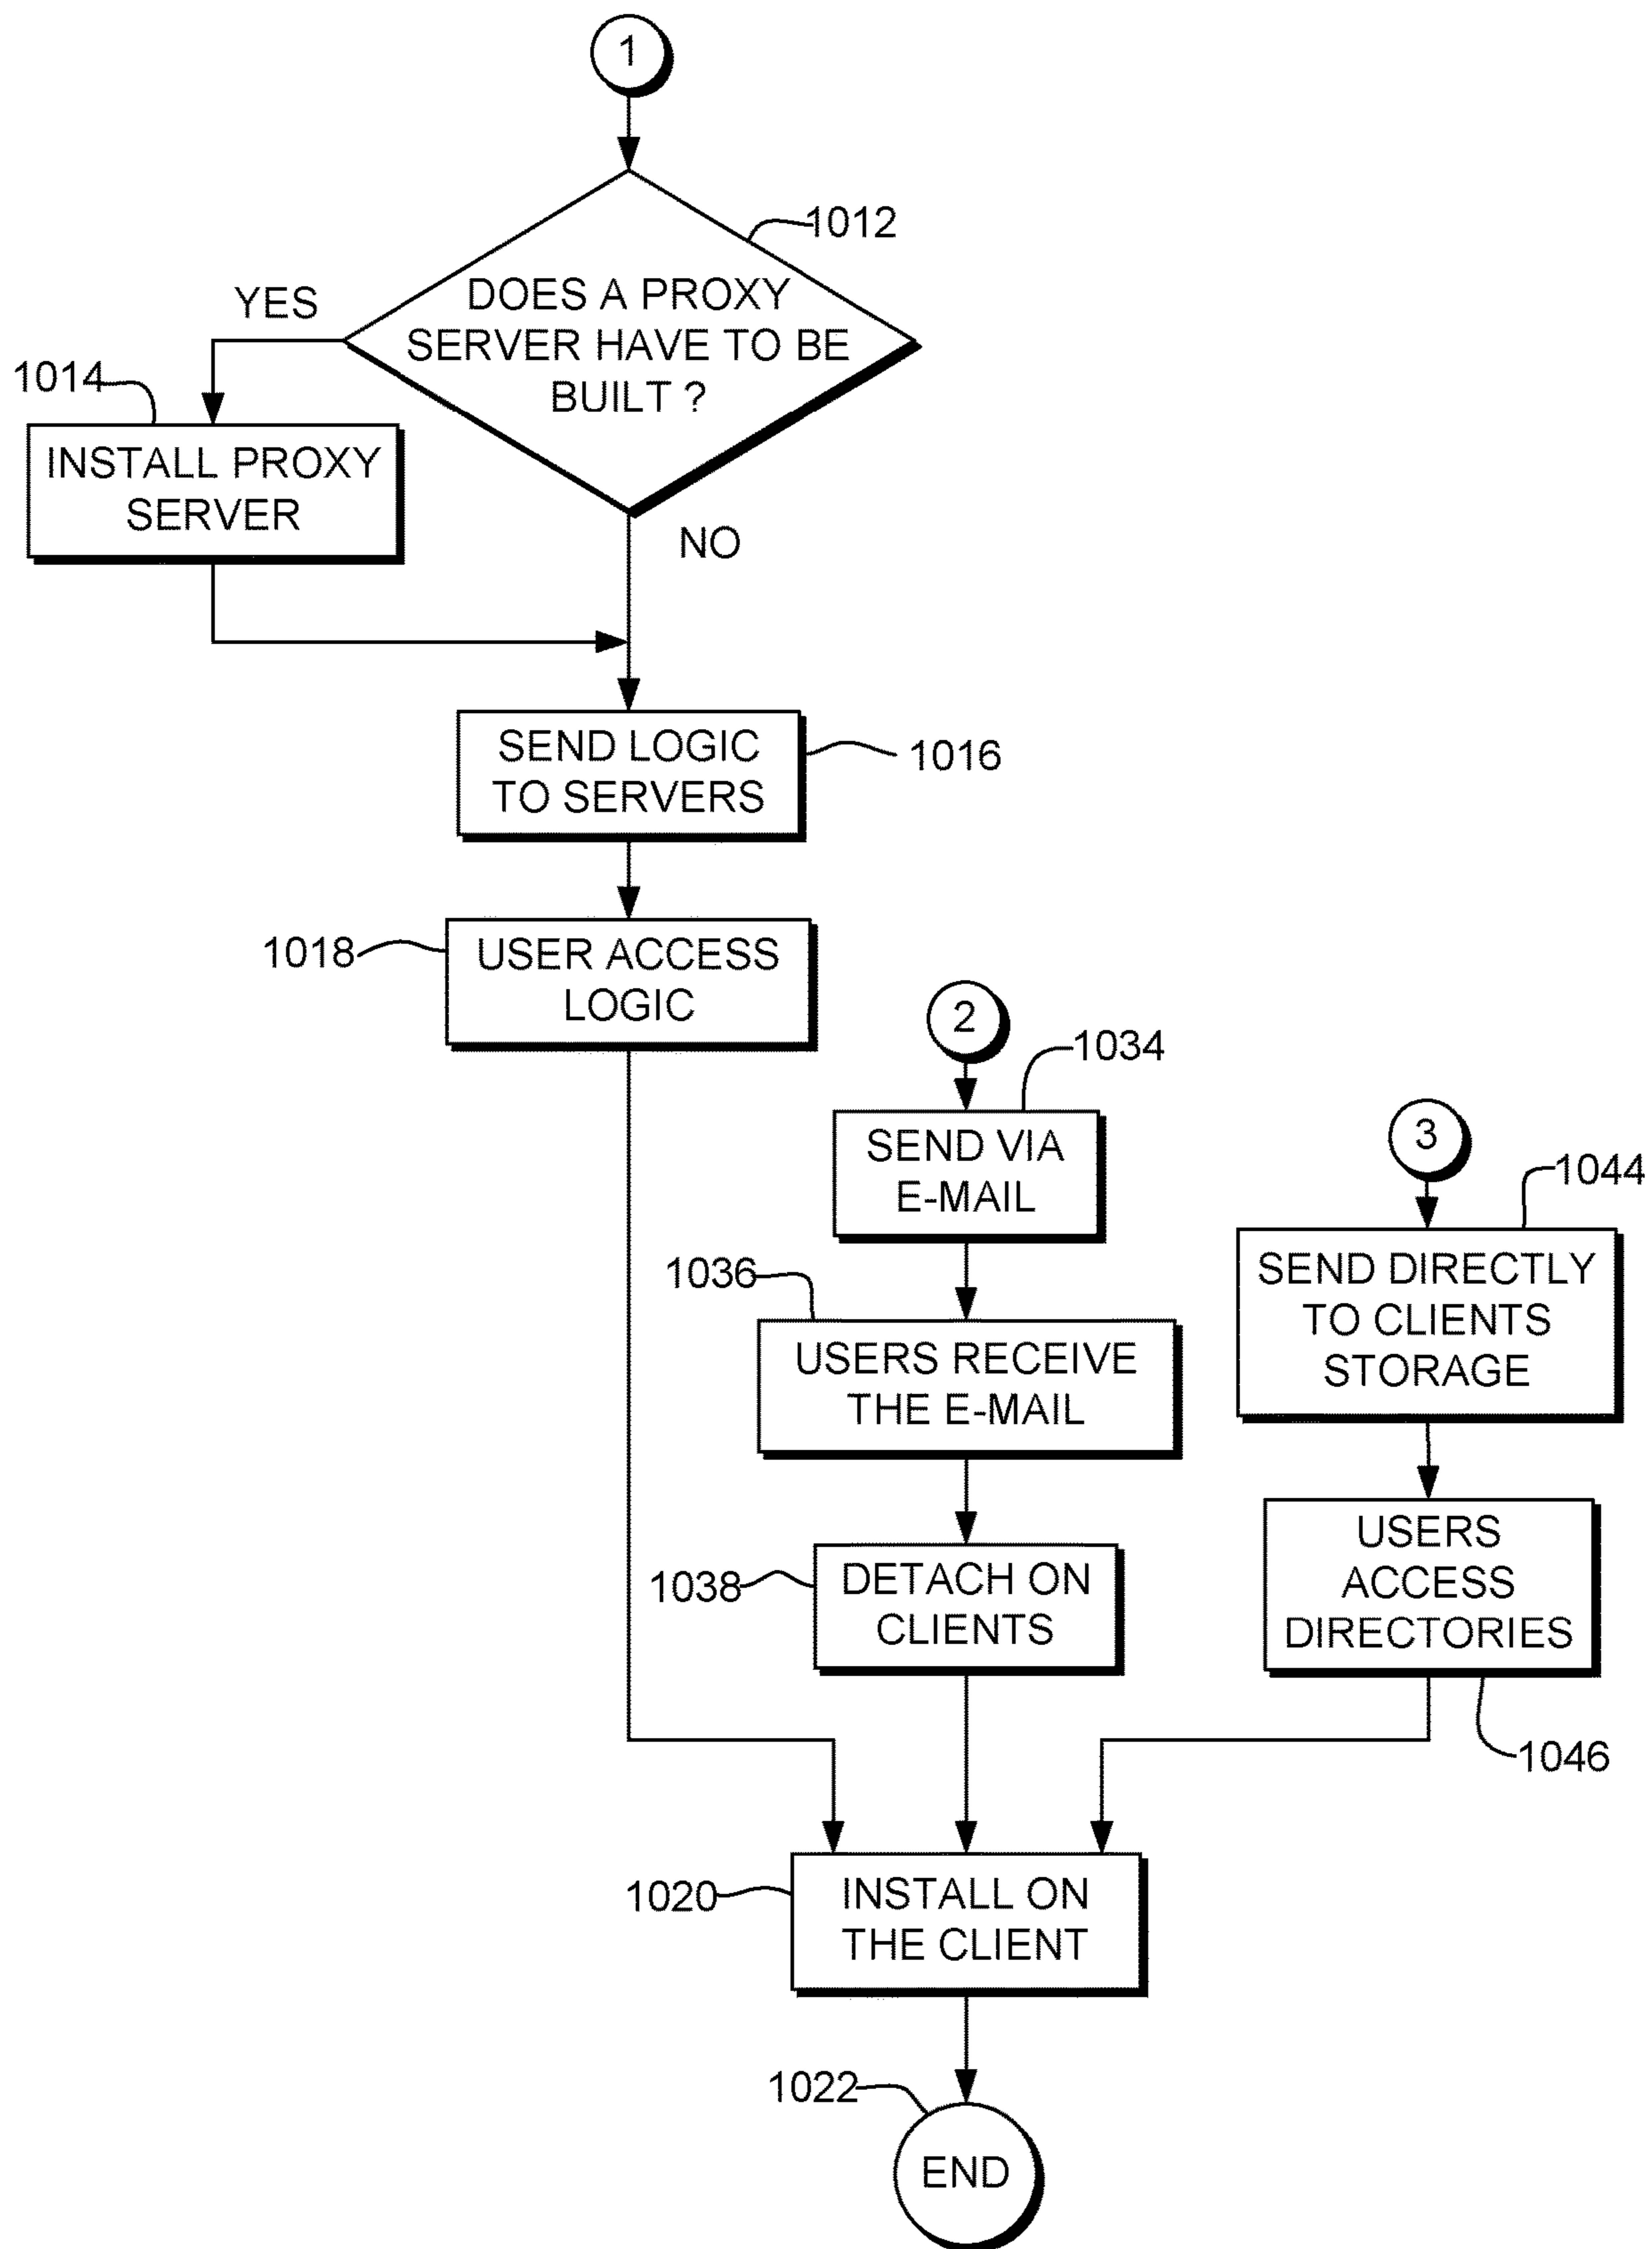 1
1012
DOES A PROXY
SERVER HAVE TO BE
BUILT ?
YES
1014
INSTALL PROXY
SERVER
NO
SEND LOGIC
TO SERVERS
1016
1018
USER ACCESS
LOGIC
2
1034
SEND VIA
E-MAIL
1036
USERS RECEIVE
THE E-MAIL
1038
DETACH ON
CLIENTS
3
1044
SEND DIRECTLY
TO CLIENTS
STORAGE
USERS
ACCESS
DIRECTORIES
1046
1020
INSTALL ON
THE CLIENT
1022
END